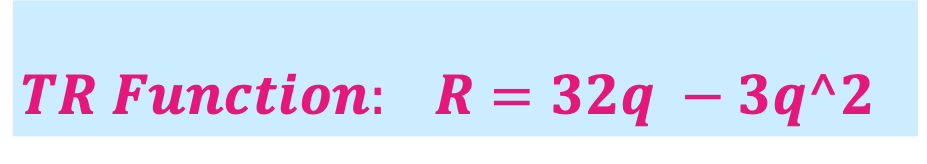 TR Function: R = 32q − 3q^2